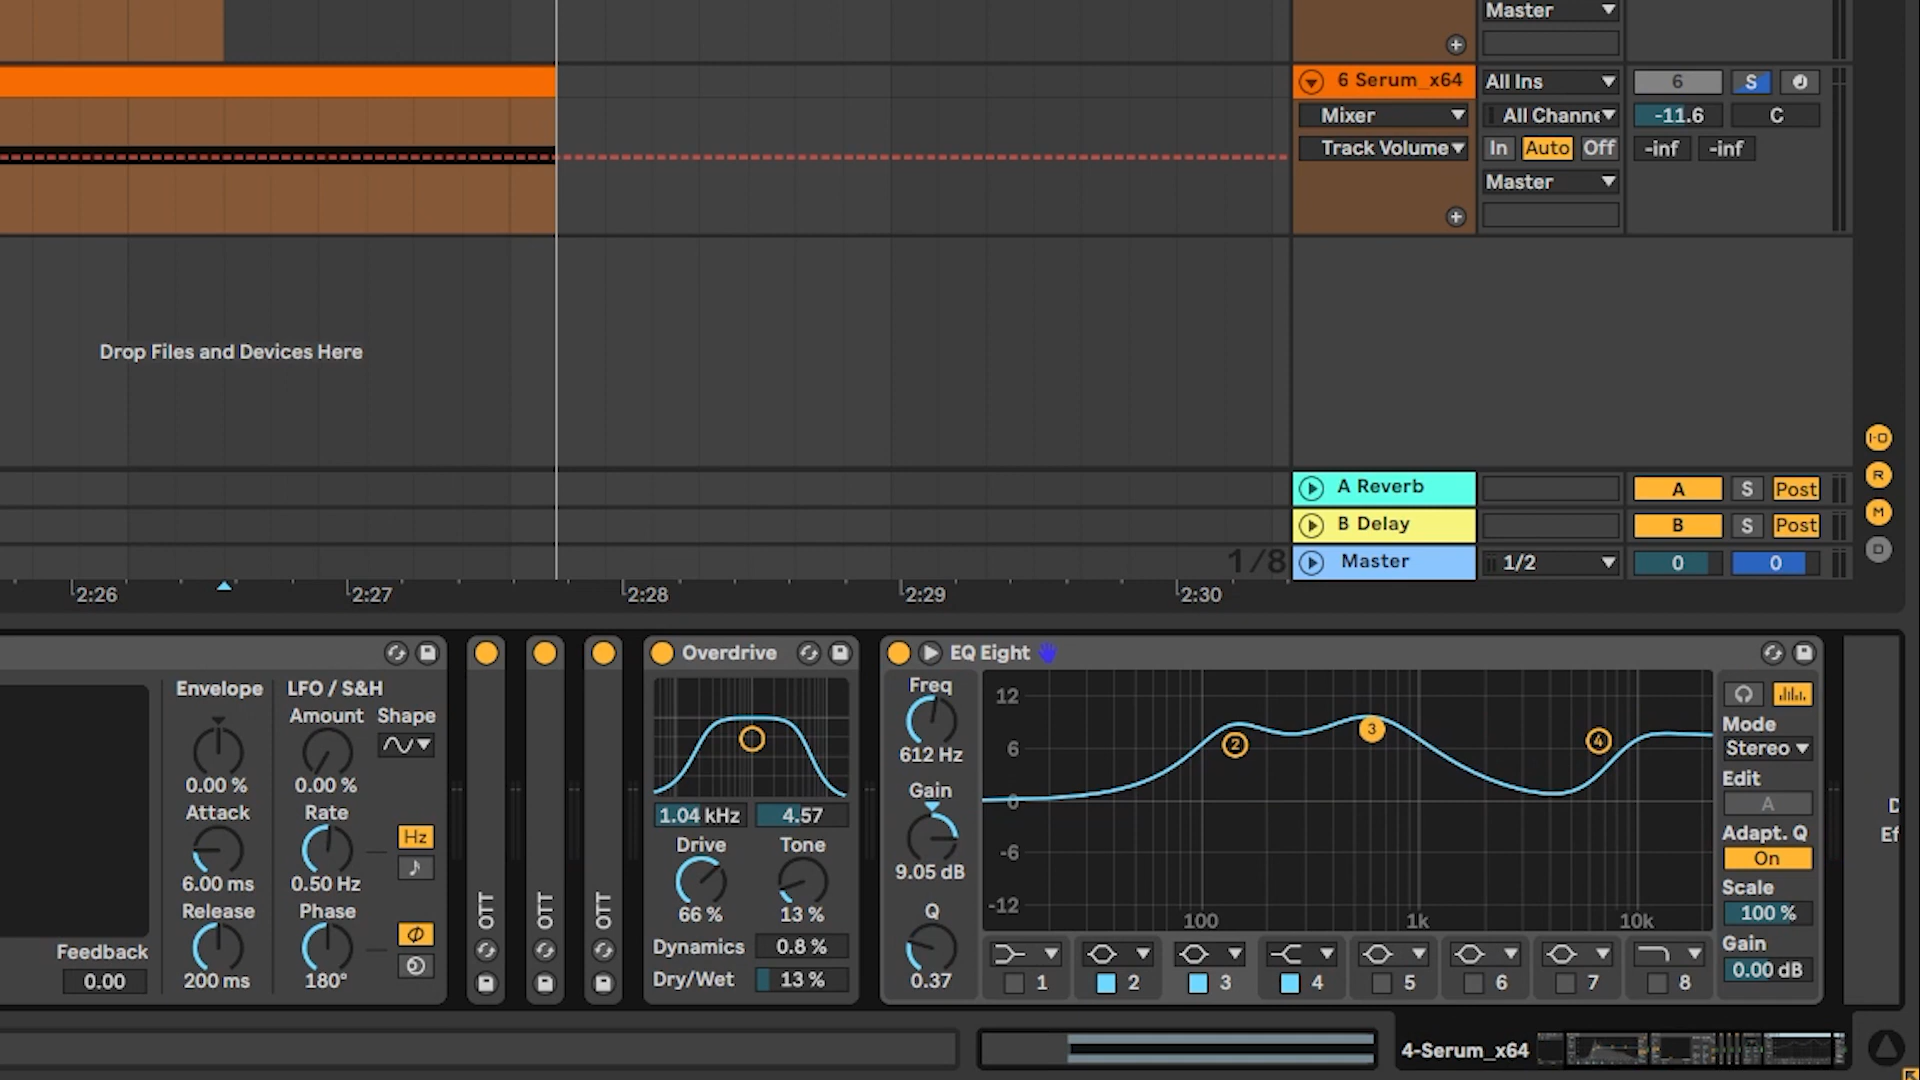 Master
6 Serum_x64
All Ins
6
S
Mixer
All Channe
-11.6
C
Track Volume
In
Auto
Off
-inf
-inf
Master
Drop Files and Devices Here
A Reverb
A
S
Post
B Delay
B
S
Post
1/8
Master
1/2
0
0
I-O
R
M
D
2:26
2:27
2:28
2:29
2:30
Envelope
0.00 %
Attack
6.00 ms
Release
200 ms
Feedback
0.00
LFO / S&H
Amount
Shape
0.00 %
Rate
Hz
0.50 Hz
Phase
180°
OTT
OTT
OTT
Overdrive
1.04 kHz
4.57
Drive
Tone
66 %
13 %
Dynamics
0.8 %
Dry/Wet
13 %
EQ Eight
Freq
612 Hz
Gain
9.05 dB
Q
0.37
12
6
0
-6
-12
100
1k
10k
2
3
4
1
2
3
4
5
6
7
8
Mode
Stereo
Edit
A
Adapt. Q
On
Scale
100 %
Gain
0.00 dB
4-Serum_x64